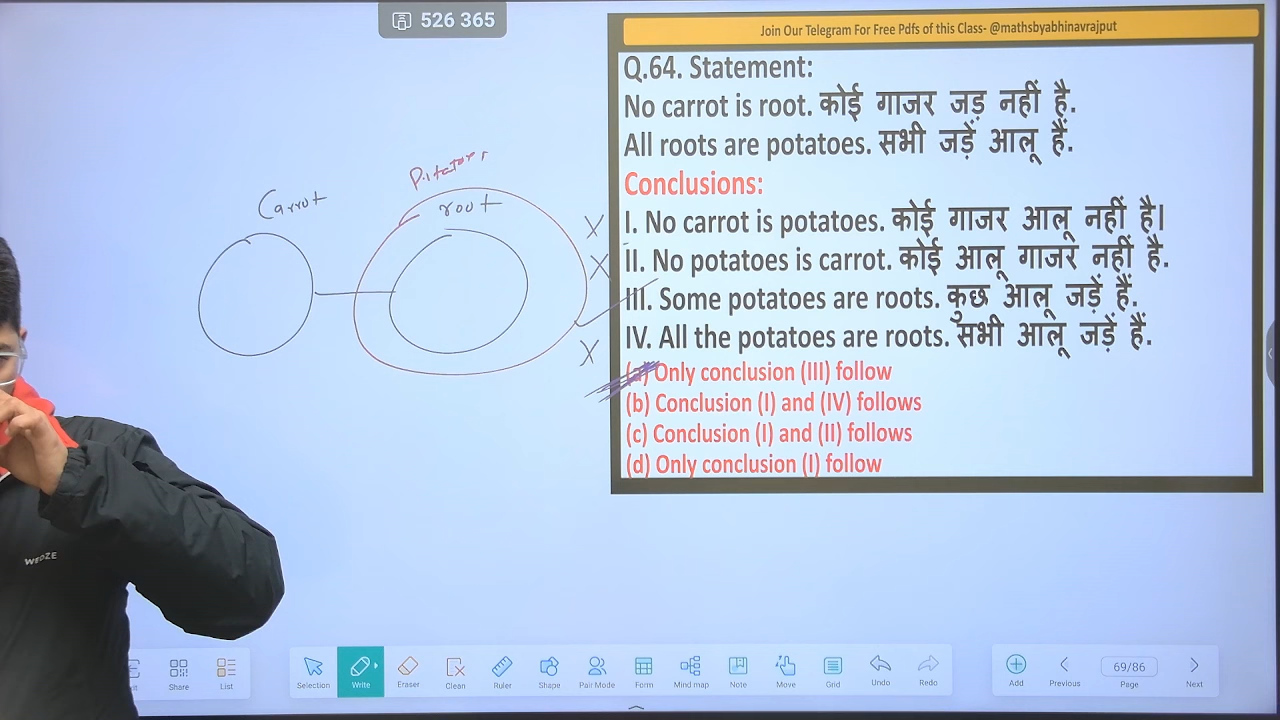 526 365
Join Our Telegram For Free Pdfs of this Class- @mathsbyabhinavrajput
Q.64. Statement:
No carrot is root. कोई गाजर जड़ नहीं है.
All roots are potatoes. सभी जड़ें आलू हैं.
Conclusions:
I. No carrot is potatoes. कोई गाजर आलू नहीं है।
II. No potatoes is carrot. कोई आलू गाजर नहीं है.
III. Some potatoes are roots. कुछ आलू जड़ें हैं.
IV. All the potatoes are roots. सभी आलू जड़ें हैं.
(a) Only conclusion (III) follow
(b) Conclusion (I) and (IV) follows
(c) Conclusion (I) and (II) follows
(d) Only conclusion (I) follow
Carrot
root
X
X
X
WEDZE
Share
List
Selection
Write
Eraser
Clean
Ruler
Shape
Pair Mode
Form
Mind map
Note
Move
Grid
Undo
Redo
Add
Previous
69/86
Page
Next